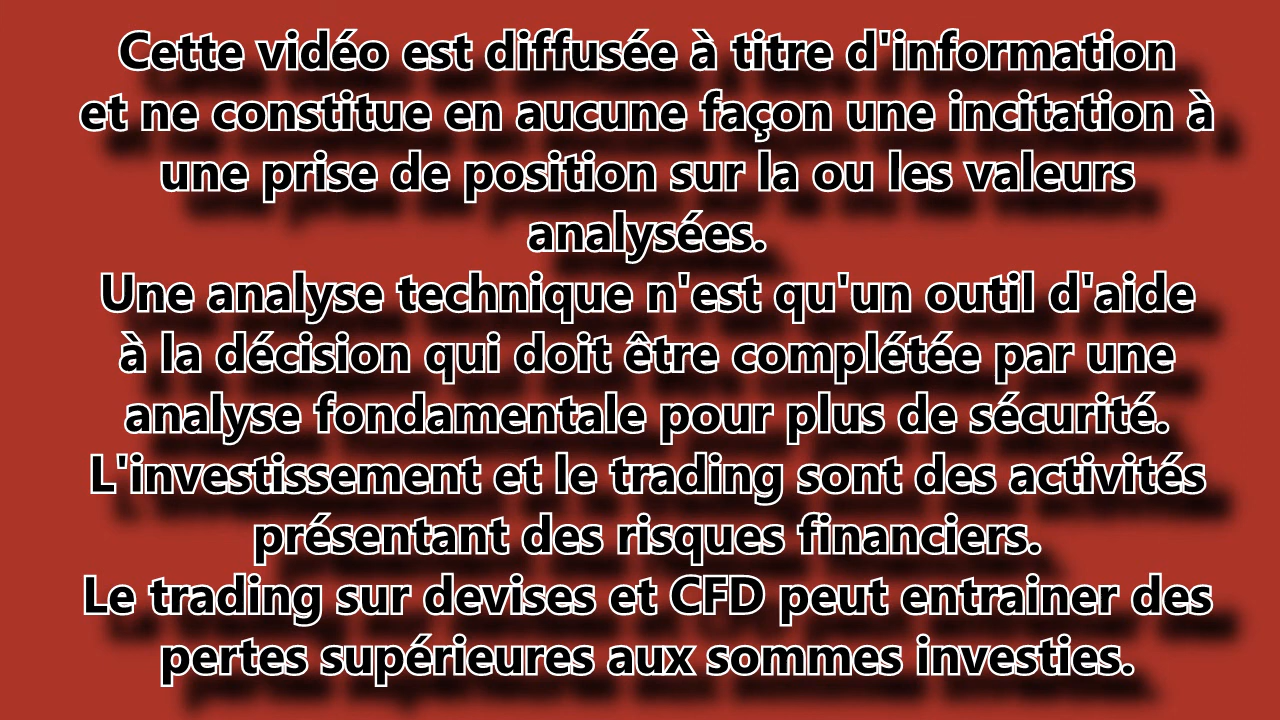 Cette vidéo est diffusée à titre d'information
et ne constitue en aucune façon une incitation à
une prise de position sur la ou les valeurs
analysées.
Une analyse technique n'est qu'un outil d'aide
à la décision qui doit être complétée par une
analyse fondamentale pour plus de sécurité.
L'investissement et le trading sont des activités
présentant des risques financiers.
Le trading sur devises et CFD peut entrainer des
pertes supérieures aux sommes investies.